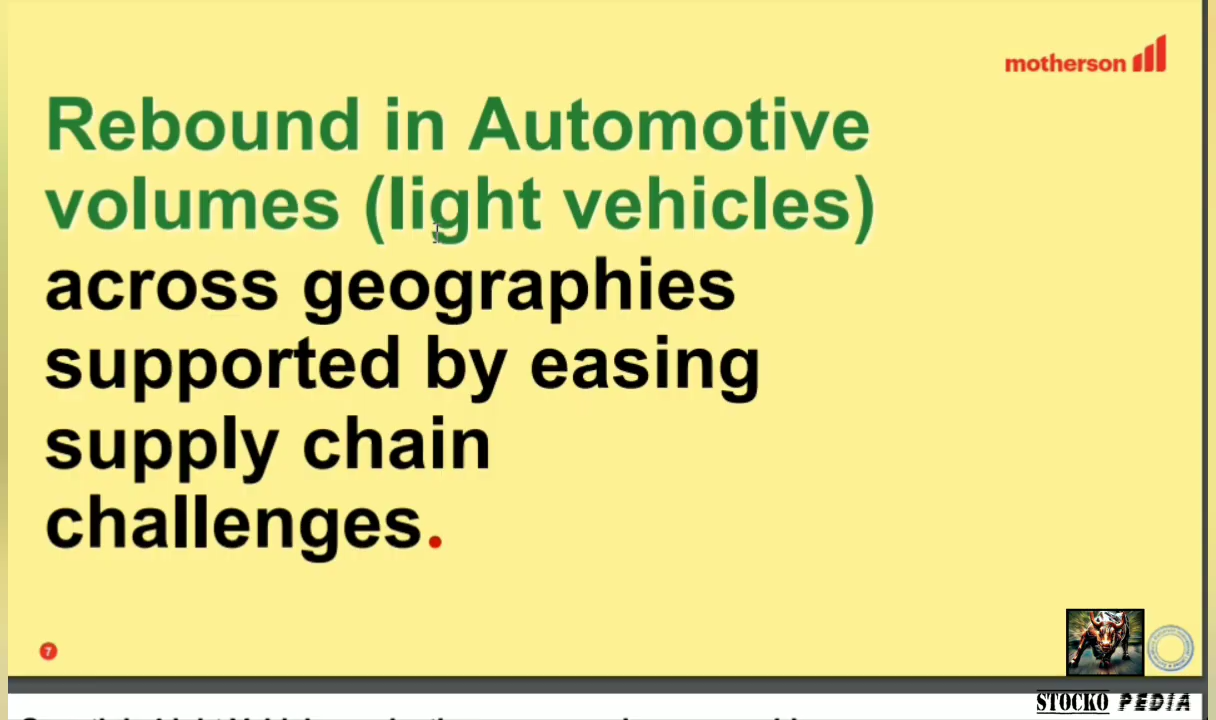 motherson
Rebound in Automotive
volumes (light vehicles)
across geographies
supported by easing
supply chain
challenges.
7
STOCKO PEDIA